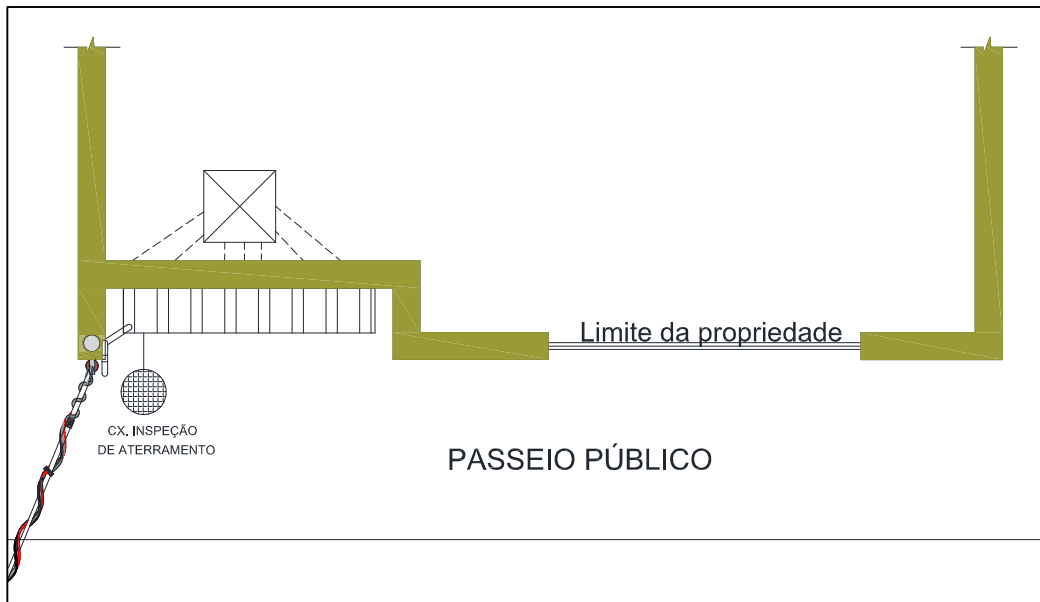 Limite da propriedade
CX. INSPEÇÃO
DE ATERRAMENTO
PASSEIO PÚBLICO